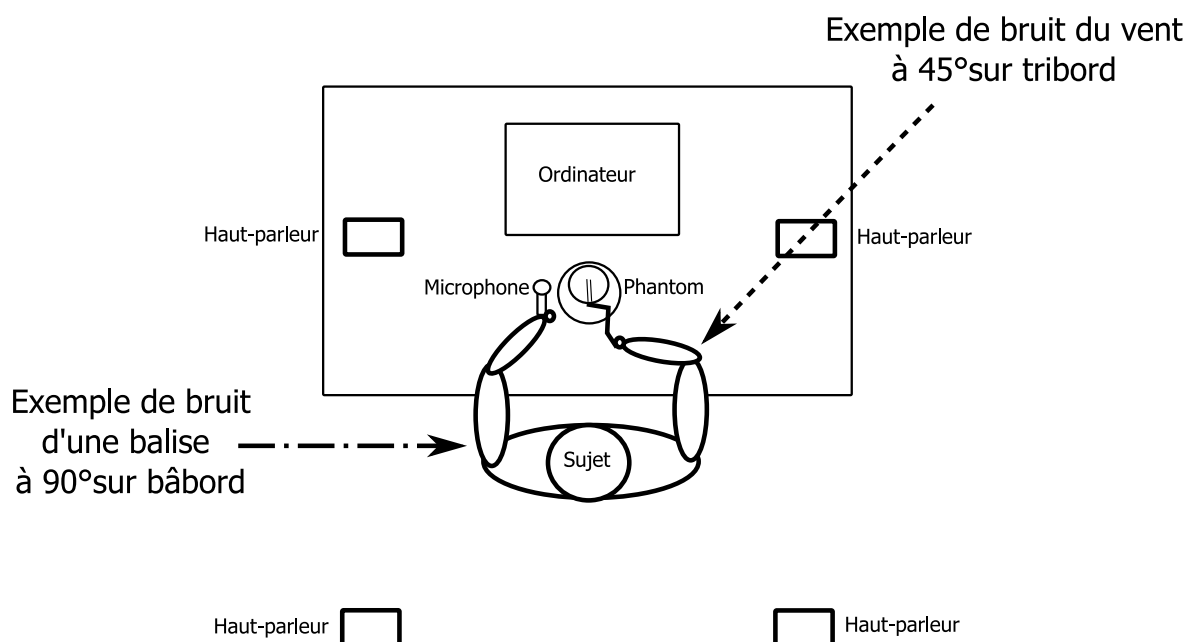 Exemple de bruit du vent
à 45°sur tribord
Ordinateur
Haut-parleur
Haut-parleur
Microphone
Phantom
Exemple de bruit
d'une balise
à 90°sur bâbord
Sujet
Haut-parleur
Haut-parleur